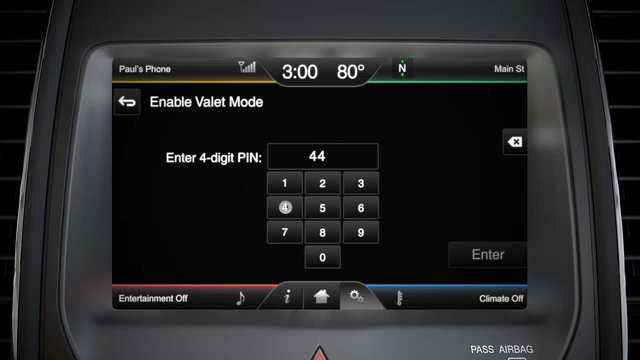 Paul's Phone 3:00 80° N Main St
Enable Valet Mode
Enter 4-digit PIN: 44
1 2 3
4 5 6
7 8 9
0
Enter
Entertainment Off i Climate Off
PASS AIRBAG